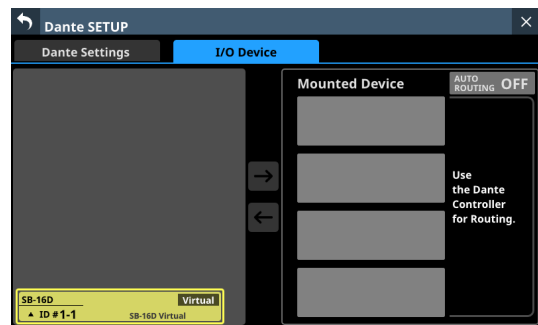 Dante SETUP
Dante Settings
I/O Device
Mounted Device
AUTO
ROUTING OFF
Use
the Dante
Controller
for Routing.
SB-16D
Virtual
▲ ID #1-1
SB-16D Virtual